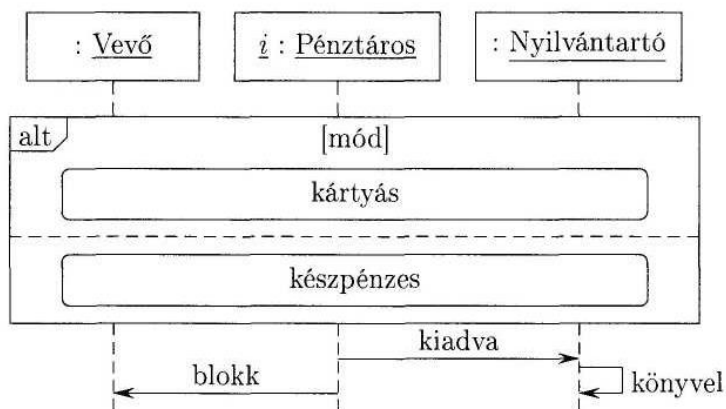 : Vevő
i : Pénztáros
: Nyilvántartó
alt
[mód]
kártyás
készpénzes
kiadva
blokk
könyvel